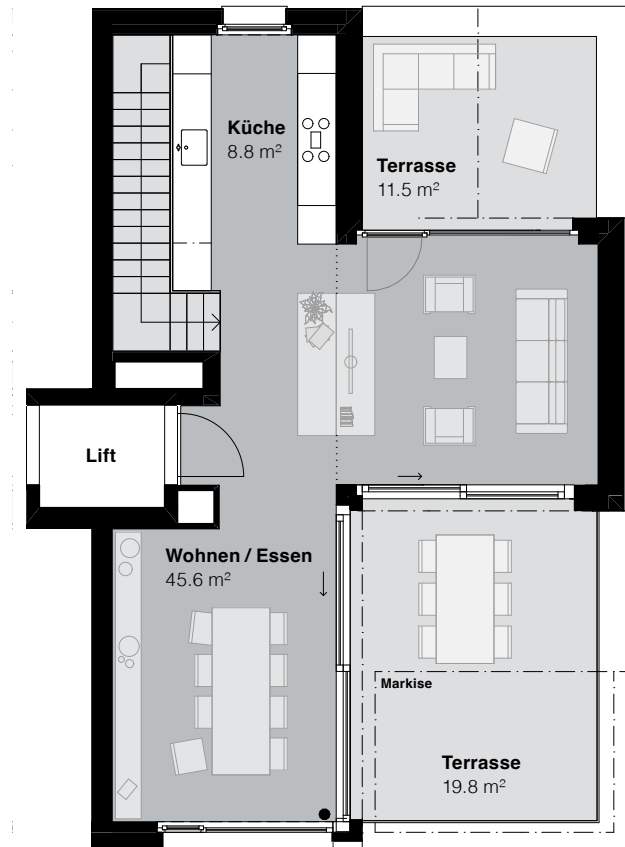 Küche
8.8 m²
Terrasse
11.5 m²
Lift
Wohnen / Essen
45.6 m²
Markise
Terrasse
19.8 m²